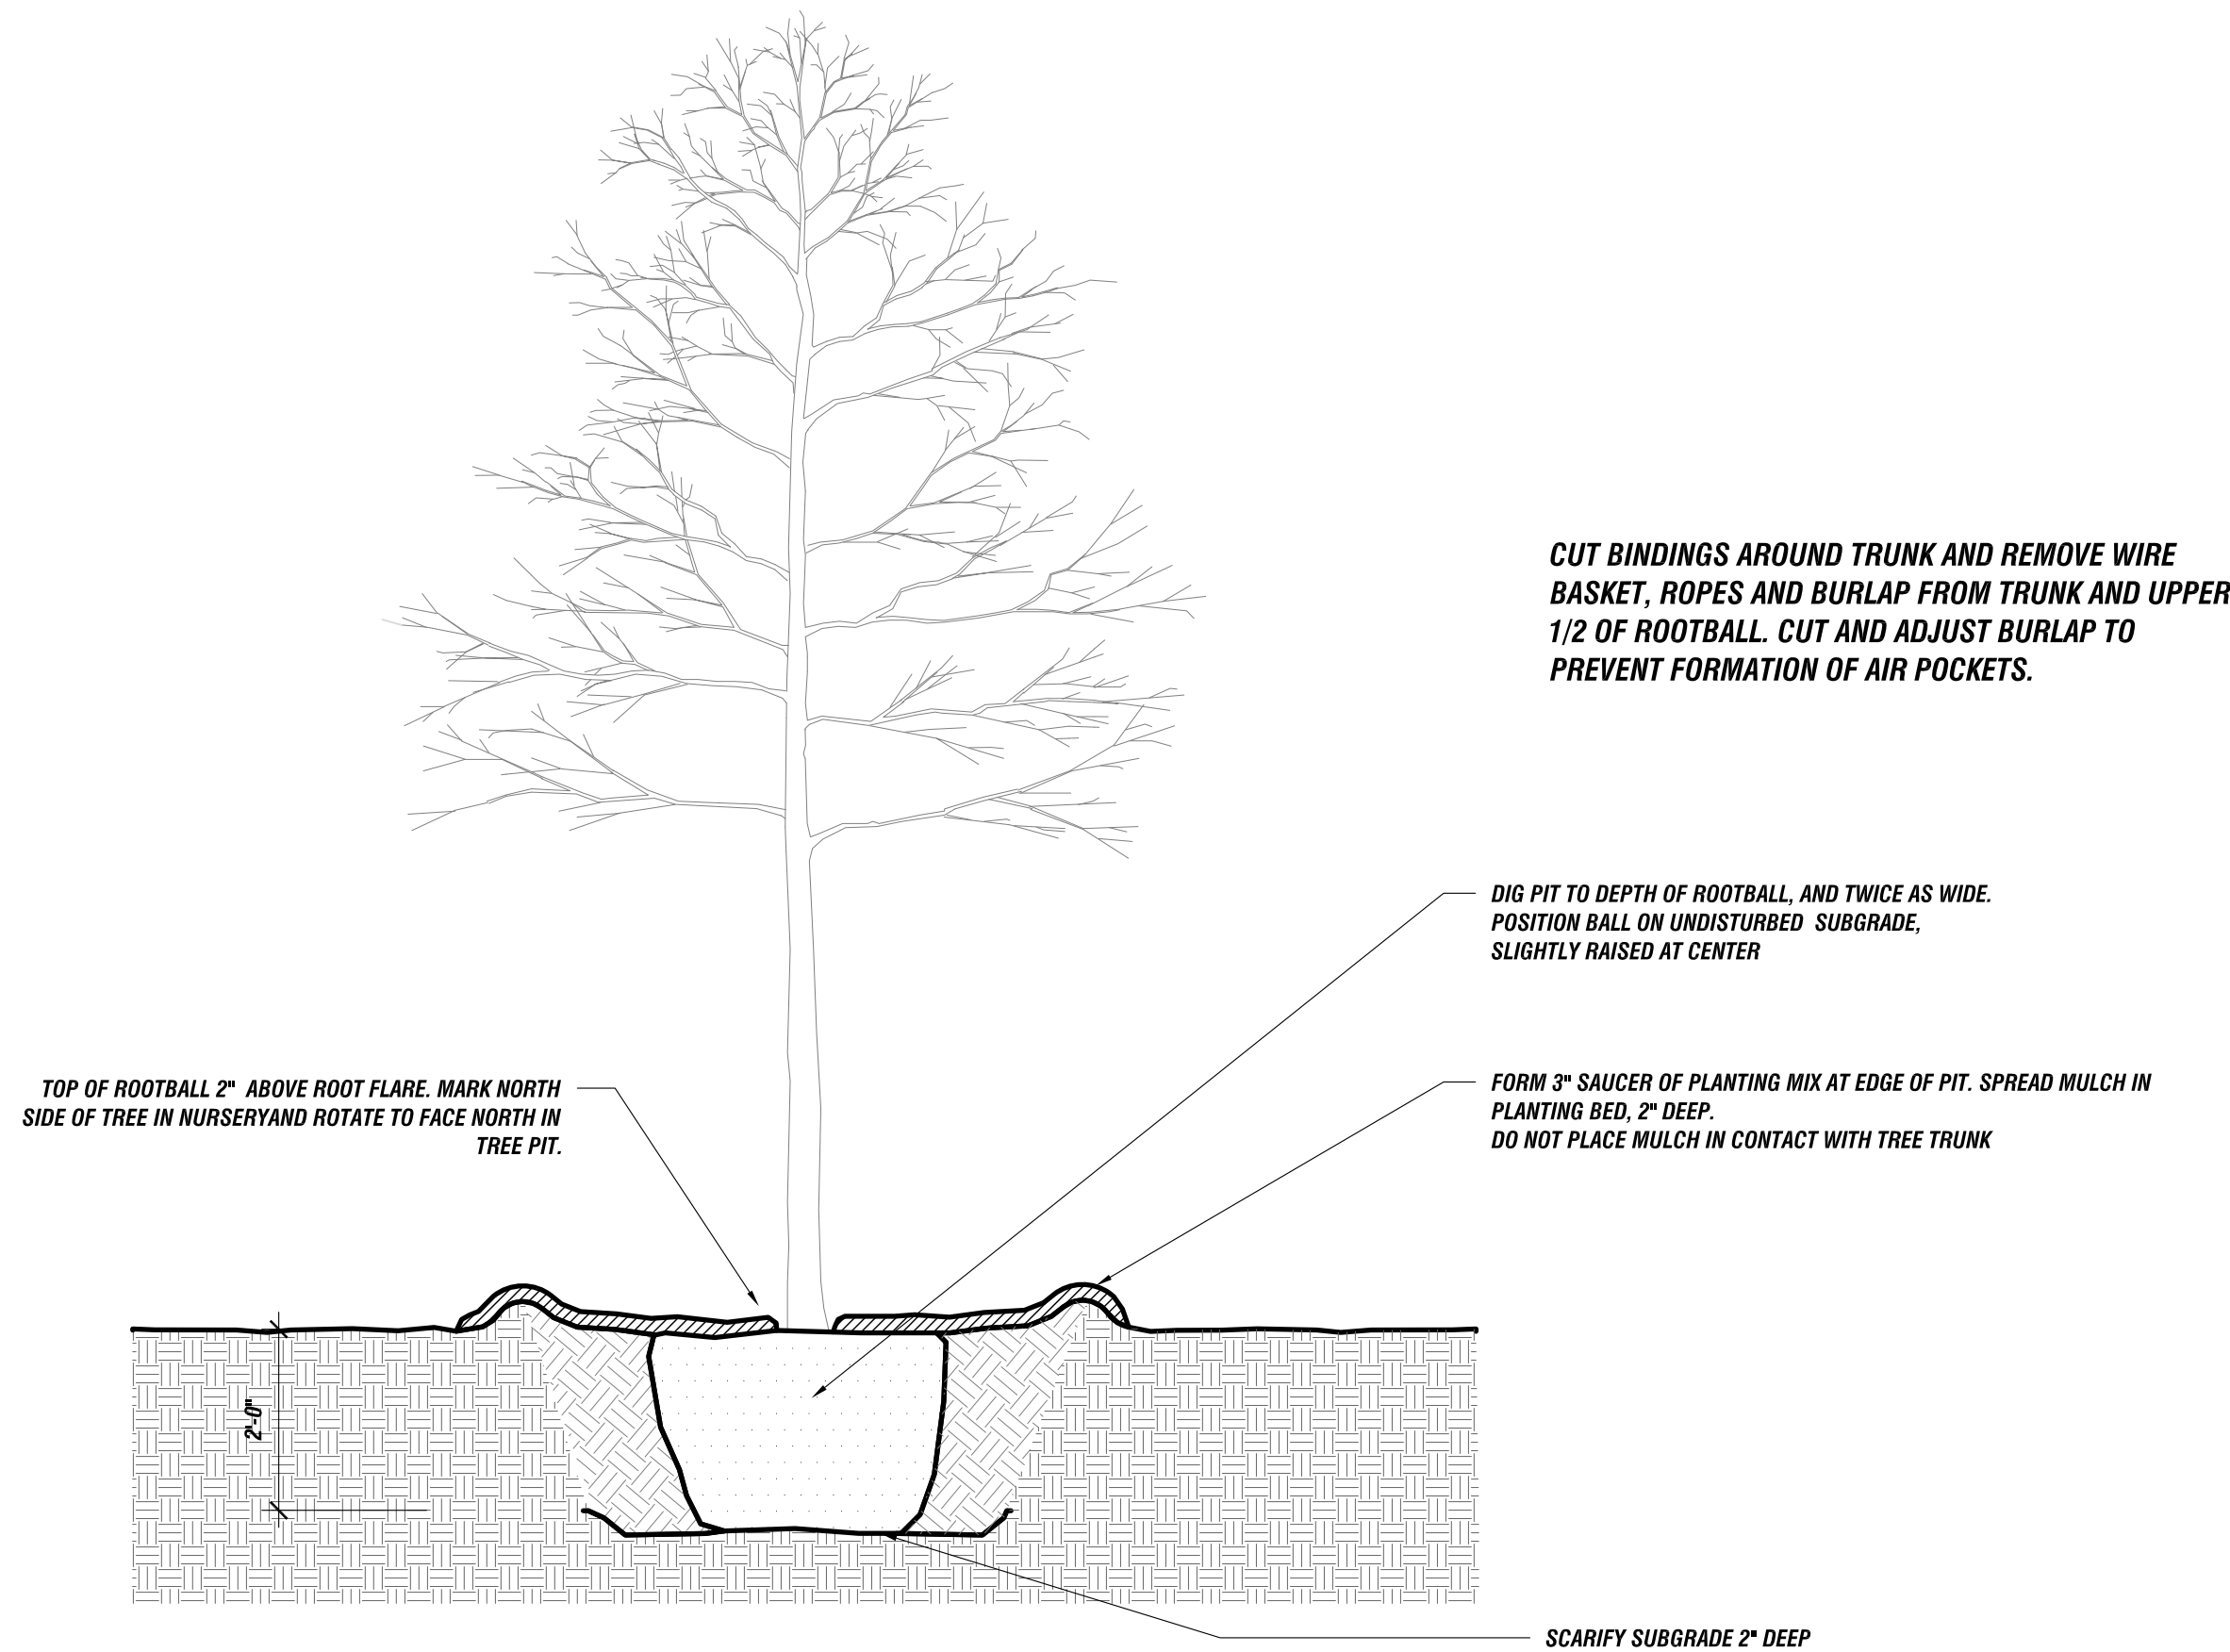 CUT BINDINGS AROUND TRUNK AND REMOVE WIRE
BASKET, ROPES AND BURLAP FROM TRUNK AND UPPER
1/2 OF ROOTBALL. CUT AND ADJUST BURLAP TO
PREVENT FORMATION OF AIR POCKETS.
DIG PIT TO DEPTH OF ROOTBALL, AND TWICE AS WIDE.
POSITION BALL ON UNDISTURBED SUBGRADE,
SLIGHTLY RAISED AT CENTER
TOP OF ROOTBALL 2" ABOVE ROOT FLARE. MARK NORTH
SIDE OF TREE IN NURSERYAND ROTATE TO FACE NORTH IN
TREE PIT.
FORM 3" SAUCER OF PLANTING MIX AT EDGE OF PIT. SPREAD MULCH IN
PLANTING BED, 2" DEEP.
DO NOT PLACE MULCH IN CONTACT WITH TREE TRUNK
2'-0"
SCARIFY SUBGRADE 2" DEEP